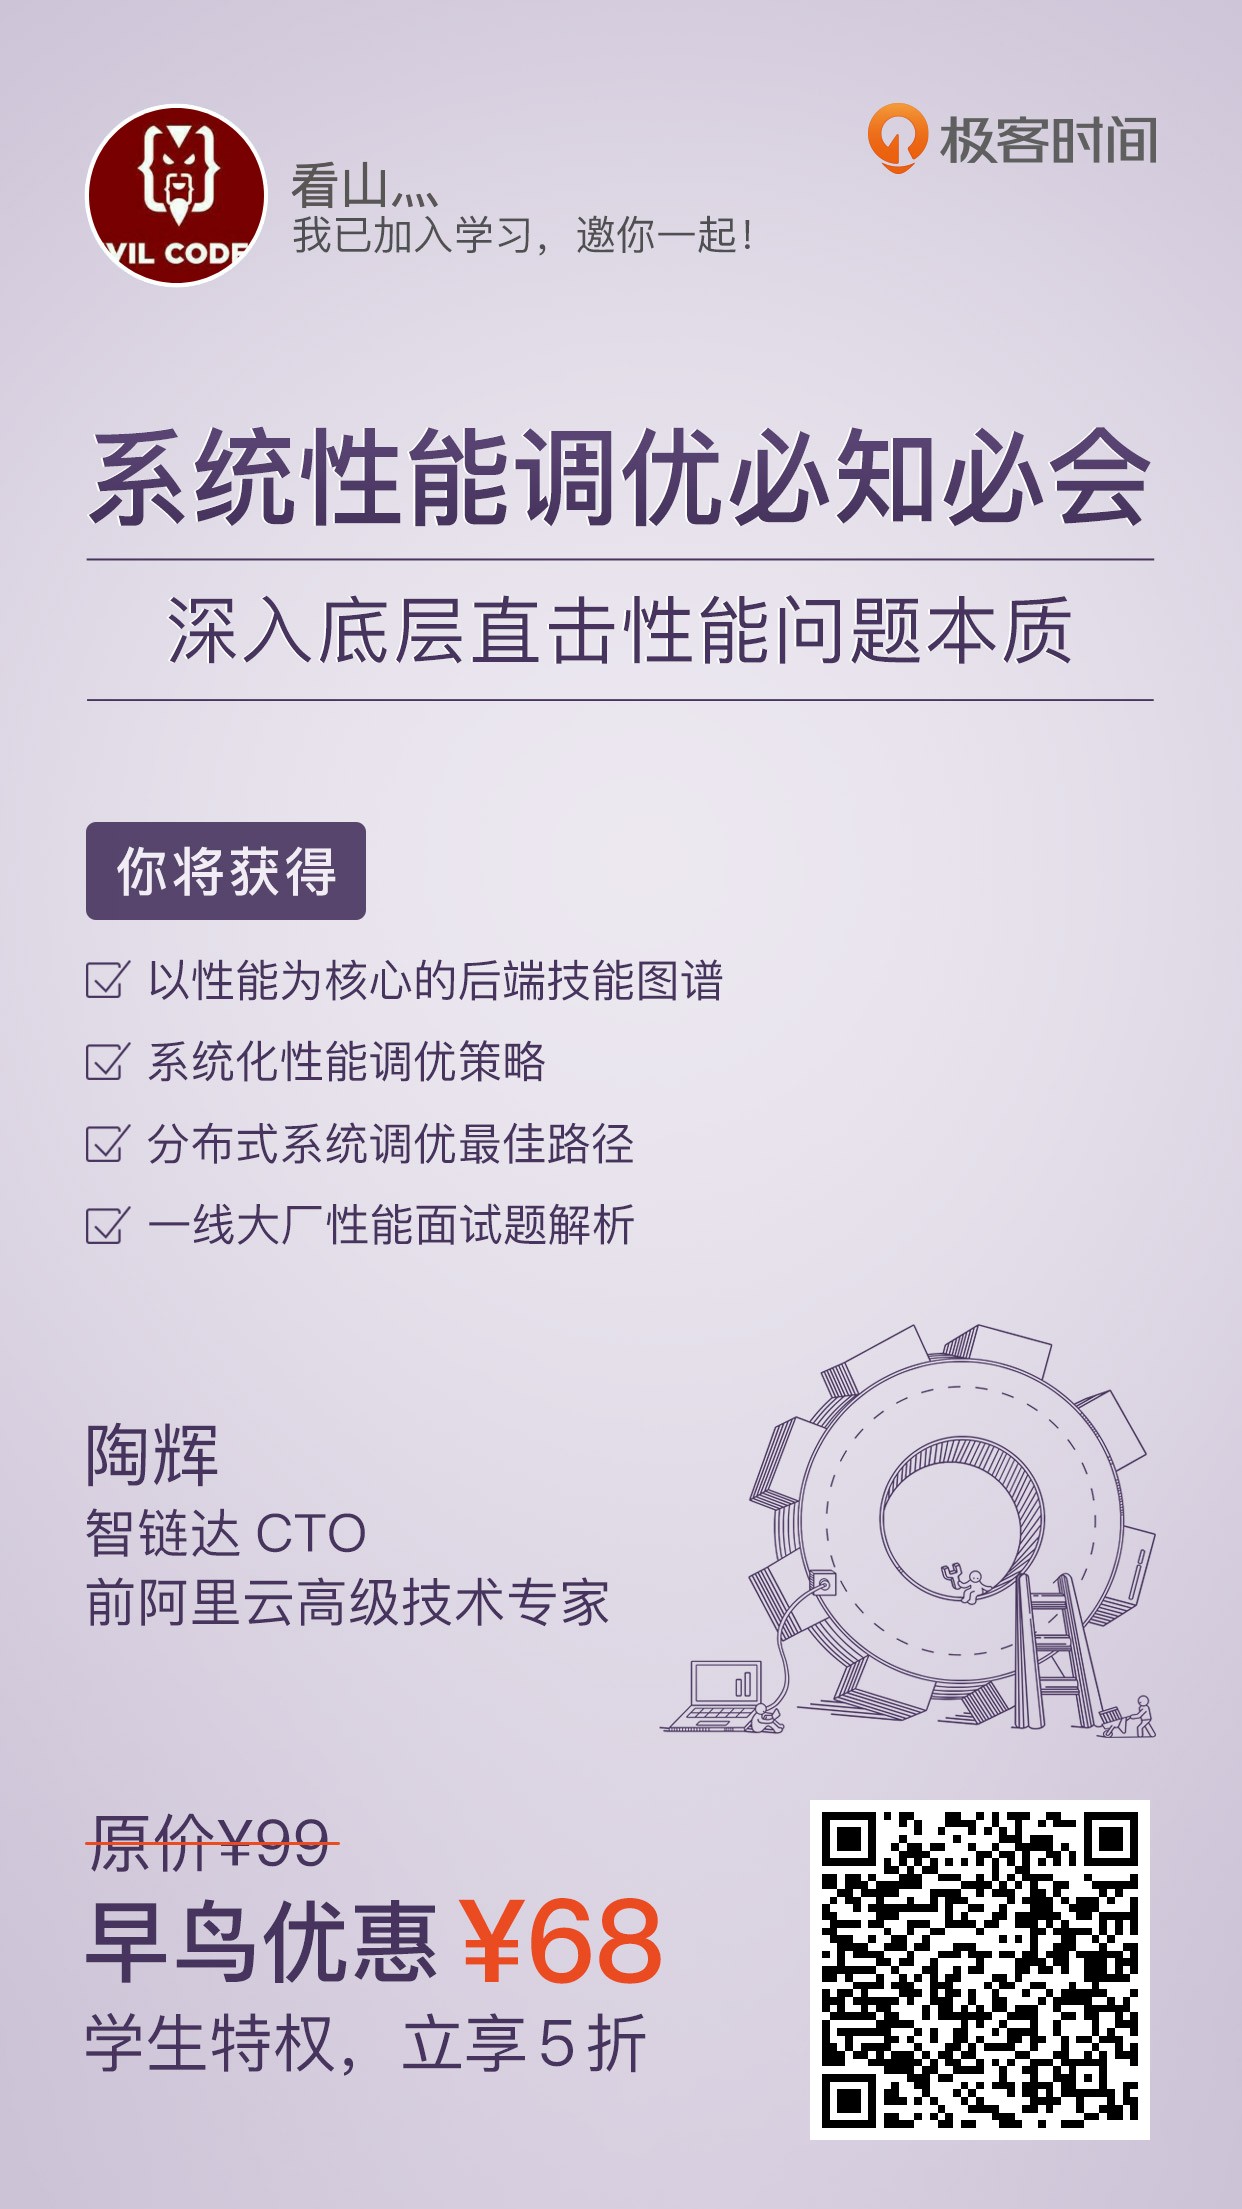 极客时间
VIL CODE
看山灬
我已加入学习，邀你一起！
系统性能调优必知必会
深入底层直击性能问题本质
你将获得
以性能为核心的后端技能图谱
系统化性能调优策略
分布式系统调优最佳路径
一线大厂性能面试题解析
陶辉
智链达 CTO
前阿里云高级技术专家
原价¥99
早鸟优惠 ¥68
学生特权，立享 5 折